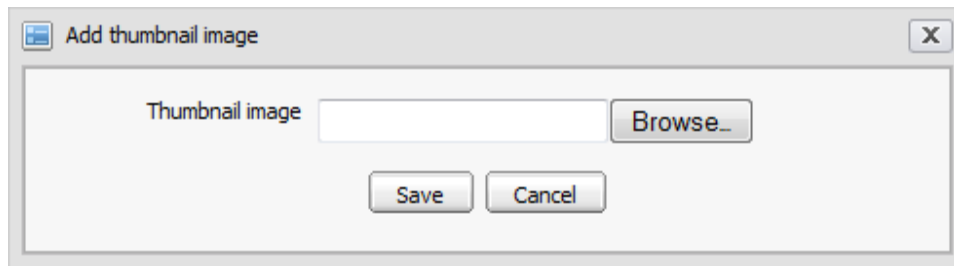 Add thumbnail image
X
Thumbnail image Browse...
Save Cancel